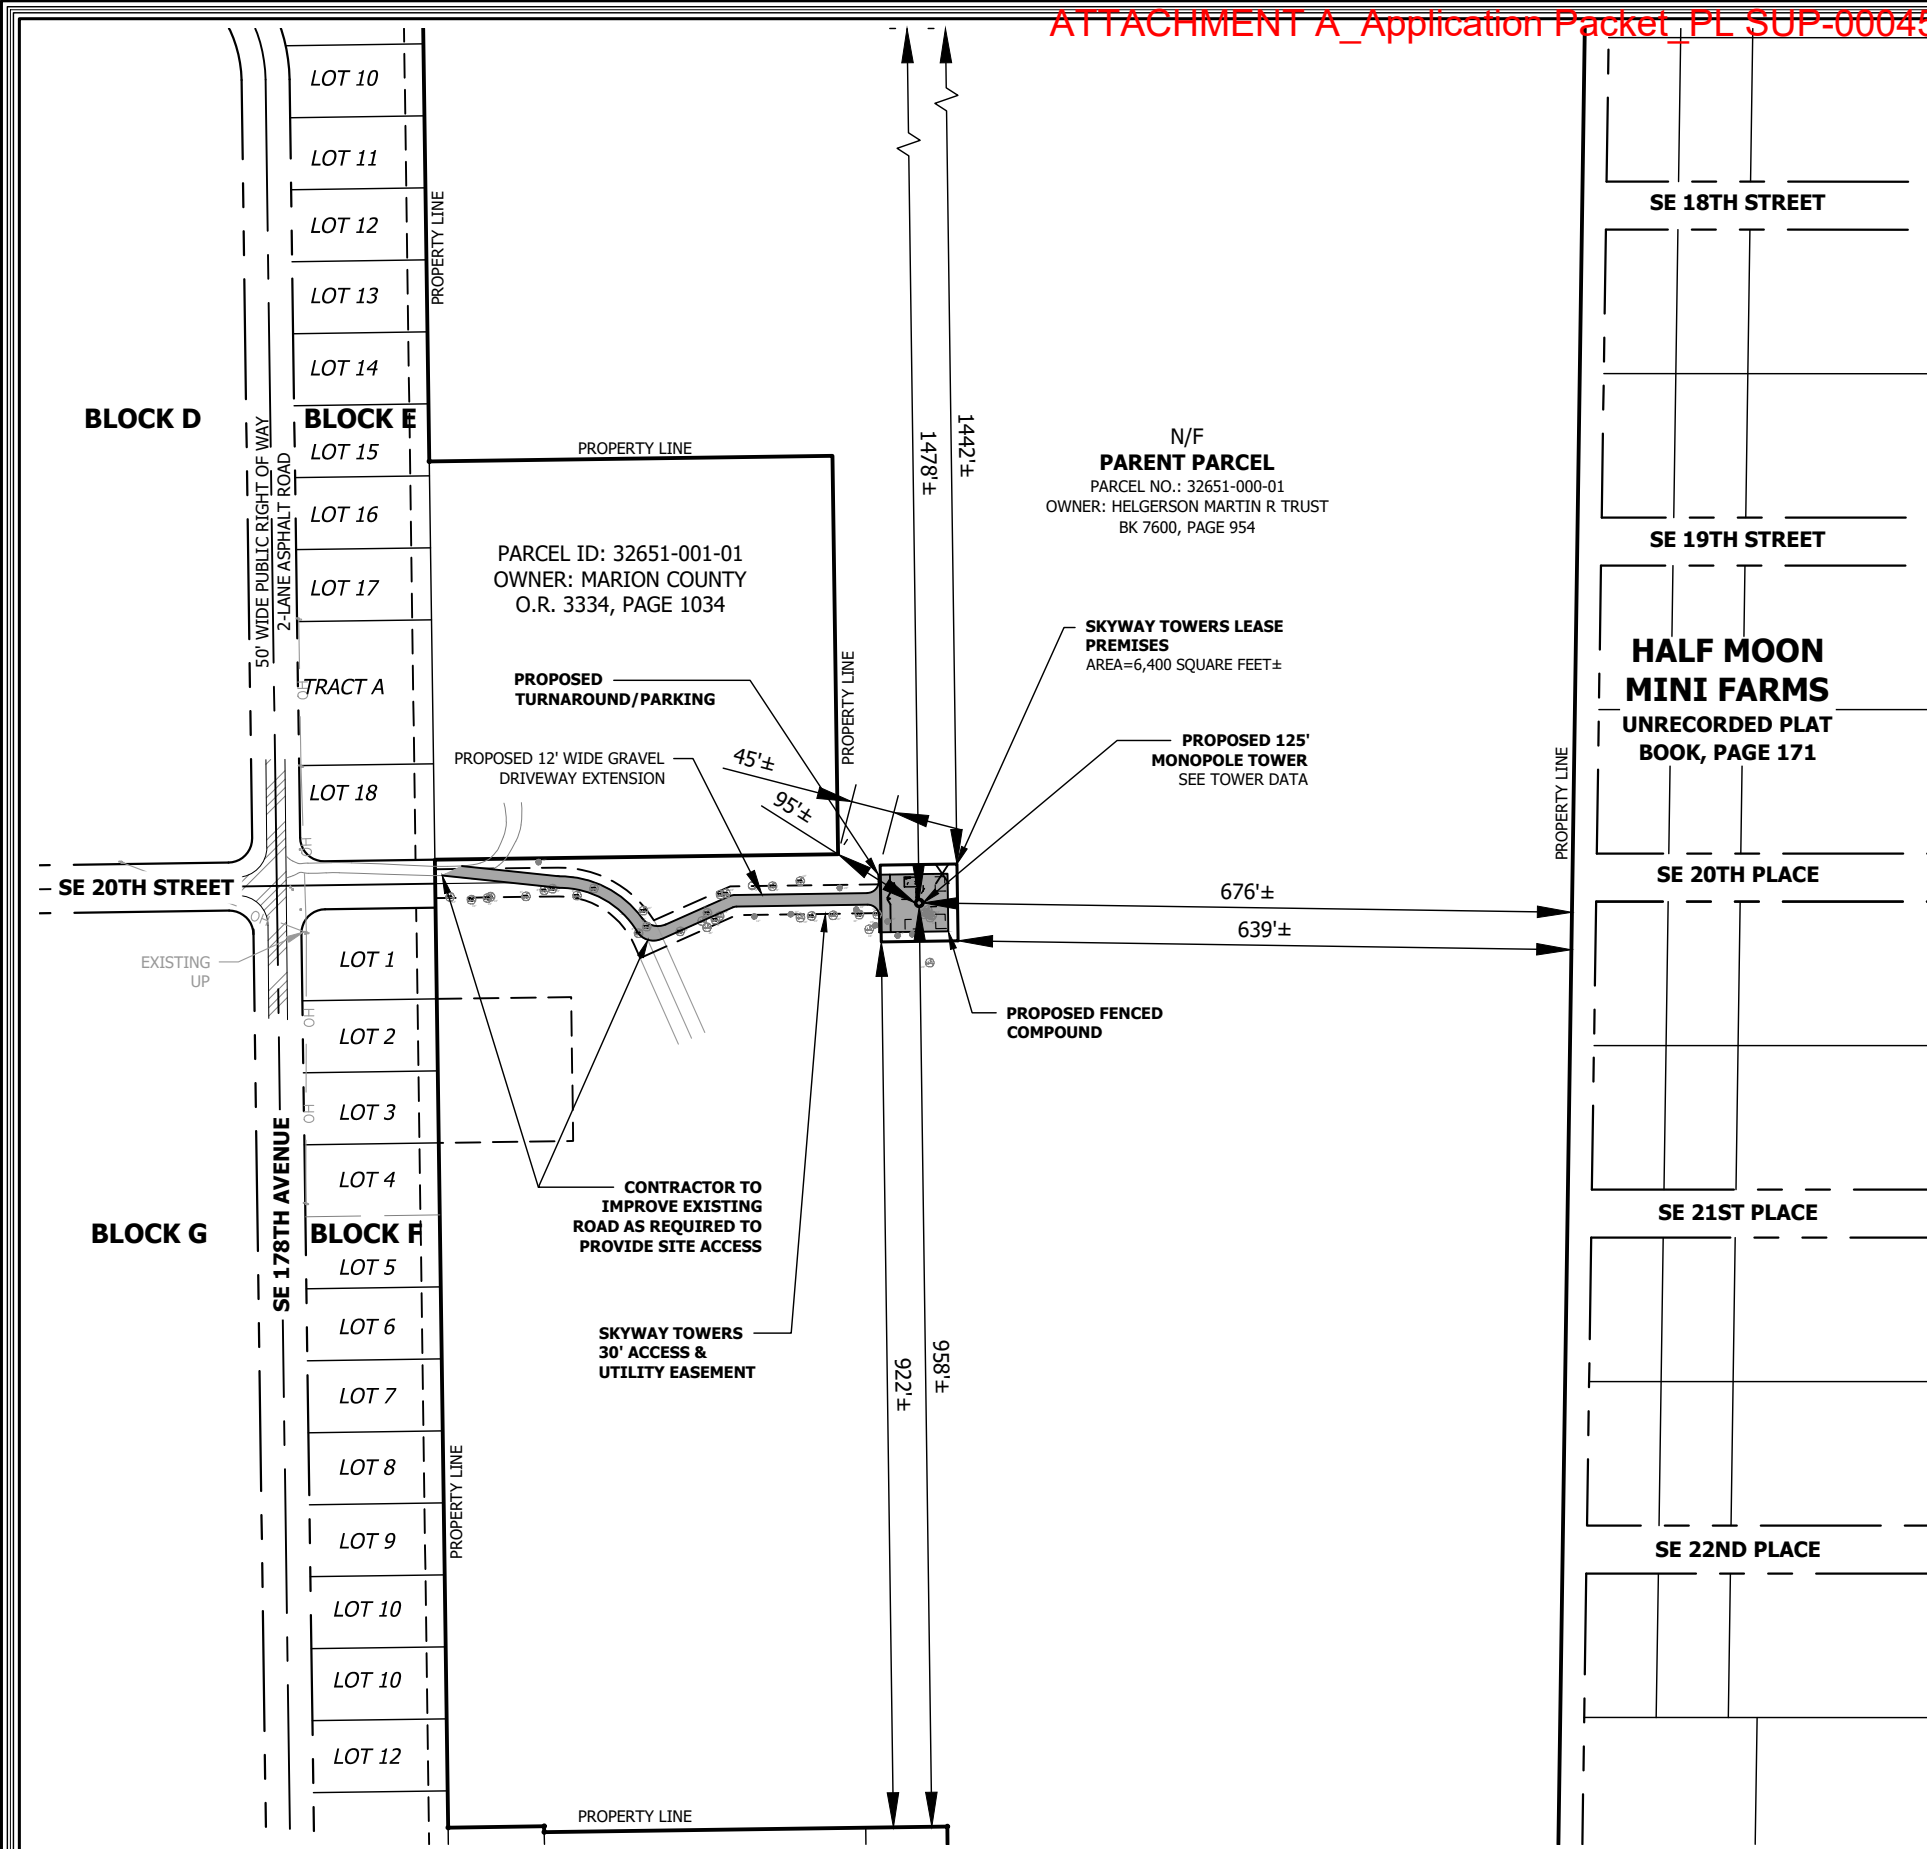 ATTACHMENT A_Application Packet_PL SUP-00045
LOT 10
LOT 11
LOT 12
LOT 13
LOT 14
BLOCK D
BLOCK E
LOT 15
LOT 16
LOT 17
TRACT A
LOT 18
50' WIDE PUBLIC RIGHT OF WAY
2-LANE ASPHALT ROAD
PROPERTY LINE
PROPERTY LINE
PARCEL ID: 32651-001-01
OWNER: MARION COUNTY
O.R. 3334, PAGE 1034
PROPERTY LINE
1478'±
1442'±
N/F
PARENT PARCEL
PARCEL NO.: 32651-000-01
OWNER: HELGERSON MARTIN R TRUST
BK 7600, PAGE 954
SKYWAY TOWERS LEASE
PREMISES
AREA=6,400 SQUARE FEET±
PROPOSED
TURNAROUND/PARKING
PROPOSED 12' WIDE GRAVEL
DRIVEWAY EXTENSION
45'±
95'±
PROPOSED 125'
MONOPOLE TOWER
SEE TOWER DATA
SE 18TH STREET
SE 19TH STREET
HALF MOON
MINI FARMS
UNRECORDED PLAT
BOOK, PAGE 171
PROPERTY LINE
SE 20TH PLACE
SE 20TH STREET
OH
OH
OH
OH
OH
EXISTING
UP
676'±
639'±
PROPOSED FENCED
COMPOUND
LOT 1
LOT 2
LOT 3
LOT 4
BLOCK G
BLOCK F
SE 178TH AVENUE
LOT 5
LOT 6
LOT 7
LOT 8
LOT 9
LOT 10
LOT 10
LOT 12
PROPERTY LINE
CONTRACTOR TO
IMPROVE EXISTING
ROAD AS REQUIRED TO
PROVIDE SITE ACCESS
SKYWAY TOWERS
30' ACCESS &
UTILITY EASEMENT
922'±
958'±
SE 21ST PLACE
SE 22ND PLACE
PROPERTY LINE